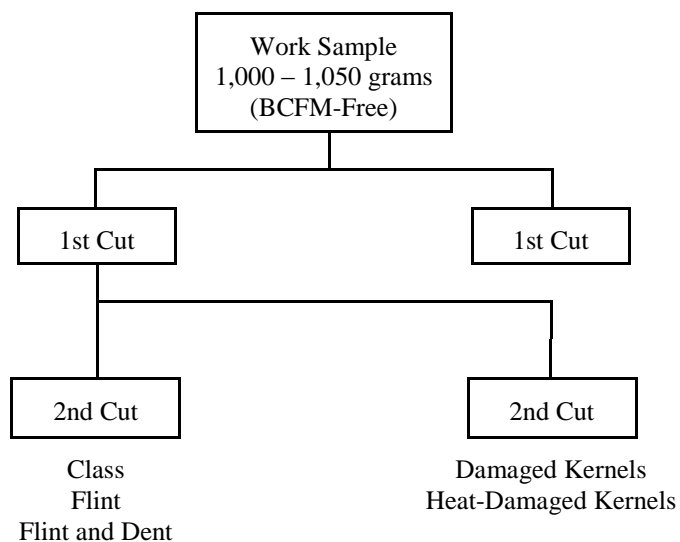 Work Sample
1,000 – 1,050 grams
(BCFM-Free)
1st Cut
1st Cut
2nd Cut
2nd Cut
Class
Flint
Flint and Dent
Damaged Kernels
Heat-Damaged Kernels